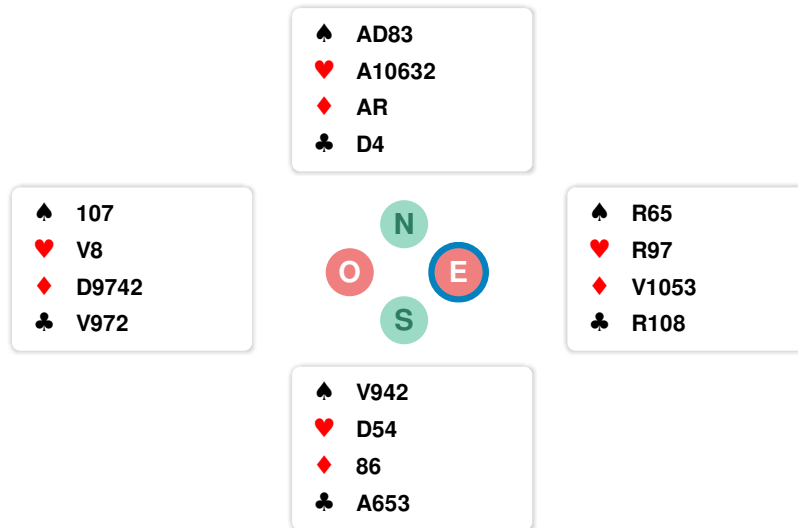 ♠ AD83
♥ A10632
♦ AR
♣ D4
♠ 107
♥ V8
♦ D9742
♣ V972
N
O
E
S
♠ R65
♥ R97
♦ V1053
♣ R108
♠ V942
♥ D54
♦ 86
♣ A653